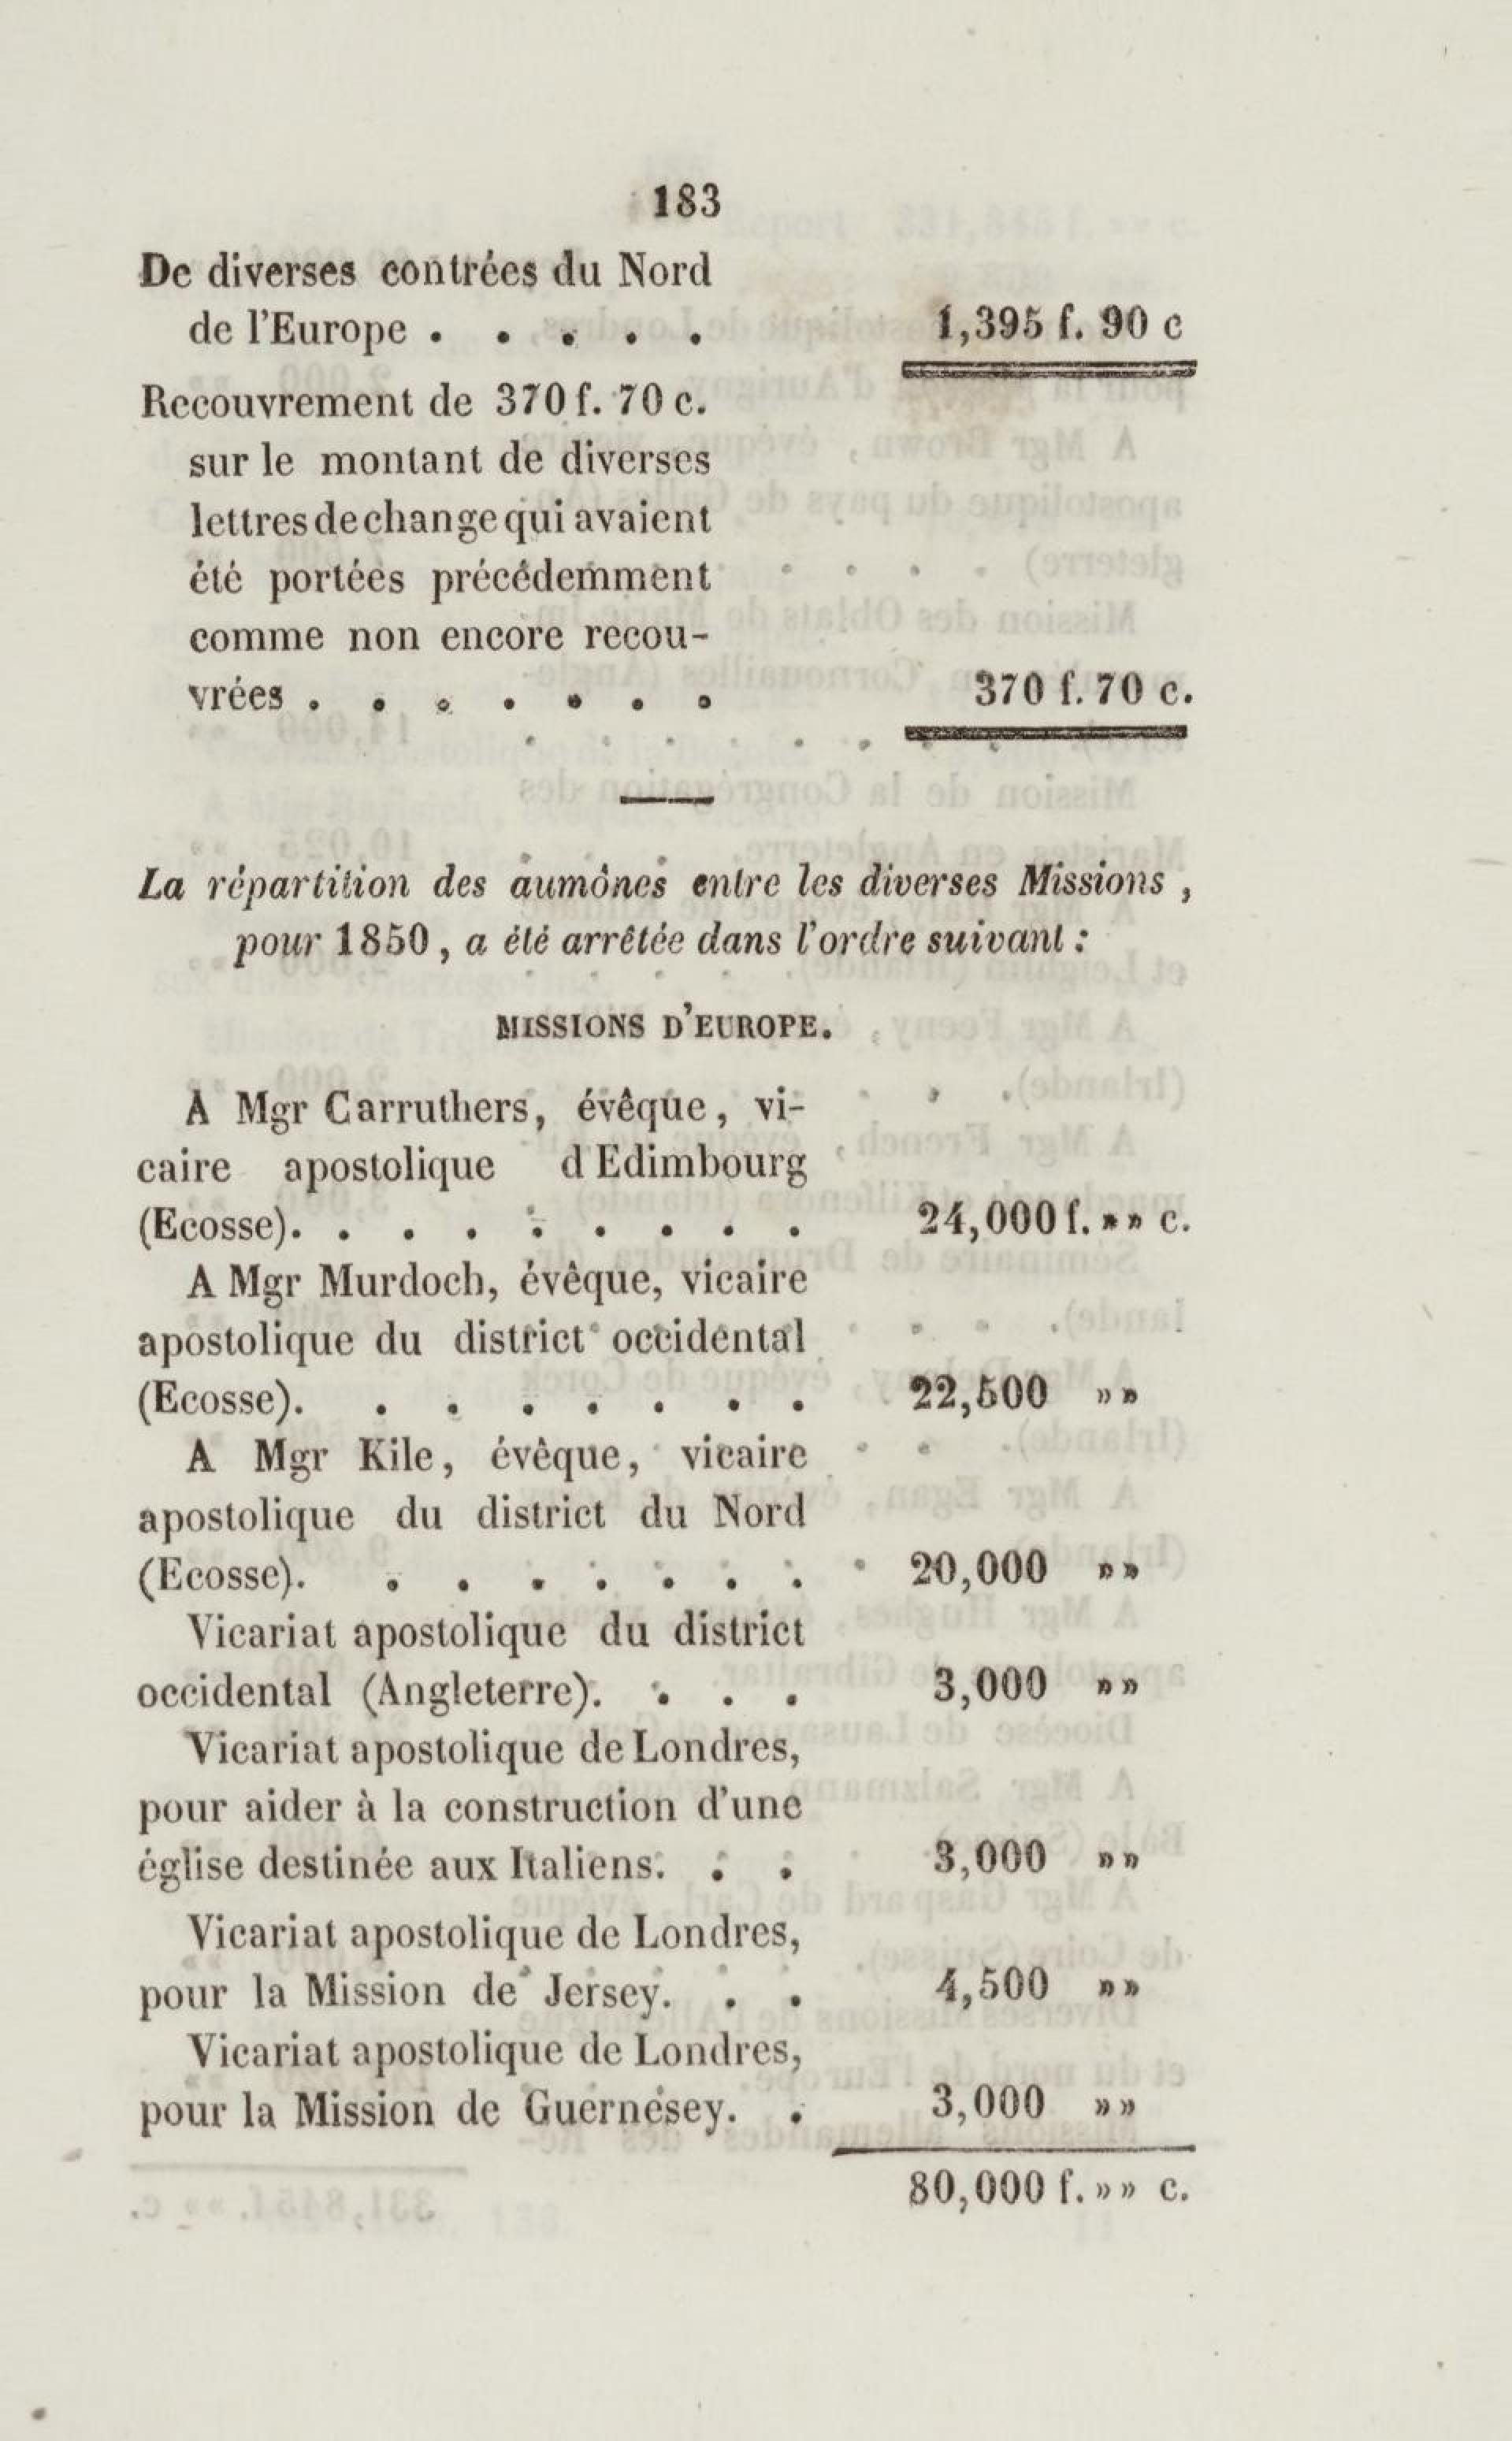 183
De diverses contrées du Nord
de l'Europe . . . . . 1,395 f. 90 c
Recouvrement de 370 f. 70 c.
sur le montant de diverses
lettres de change qui avaient
été portées précédemment
comme non encore recou-
vrées . . . . . . . 370 f. 70 c.
La répartition des aumônes entre les diverses Missions ,
pour 1850 , a été arrêtée dans l'ordre suivant :
MISSIONS D'EUROPE.
A Mgr Carruthers, évêque, vi-
caire apostolique d Edimbourg
(Ecosse). . . . . . . . . 24,000 f. »» c.
A Mgr Murdoch, évêque, vicaire
apostolique du district occidental
(Ecosse). . . . . . . . 22,500 »»
A Mgr Kile, évêque, vicaire
apostolique du district du Nord
(Ecosse). . . . . . . . 20,000 »»
Vicariat apostolique du district
occidental (Angleterre). . . . 3,000 »»
Vicariat apostolique de Londres,
pour aider à la construction d'une
église destinée aux Italiens. . . 3,000 »»
Vicariat apostolique de Londres,
pour la Mission de Jersey. . . 4,500 »»
Vicariat apostolique de Londres,
pour la Mission de Guernesey. . 3,000 »»
80,000 f. »» c.